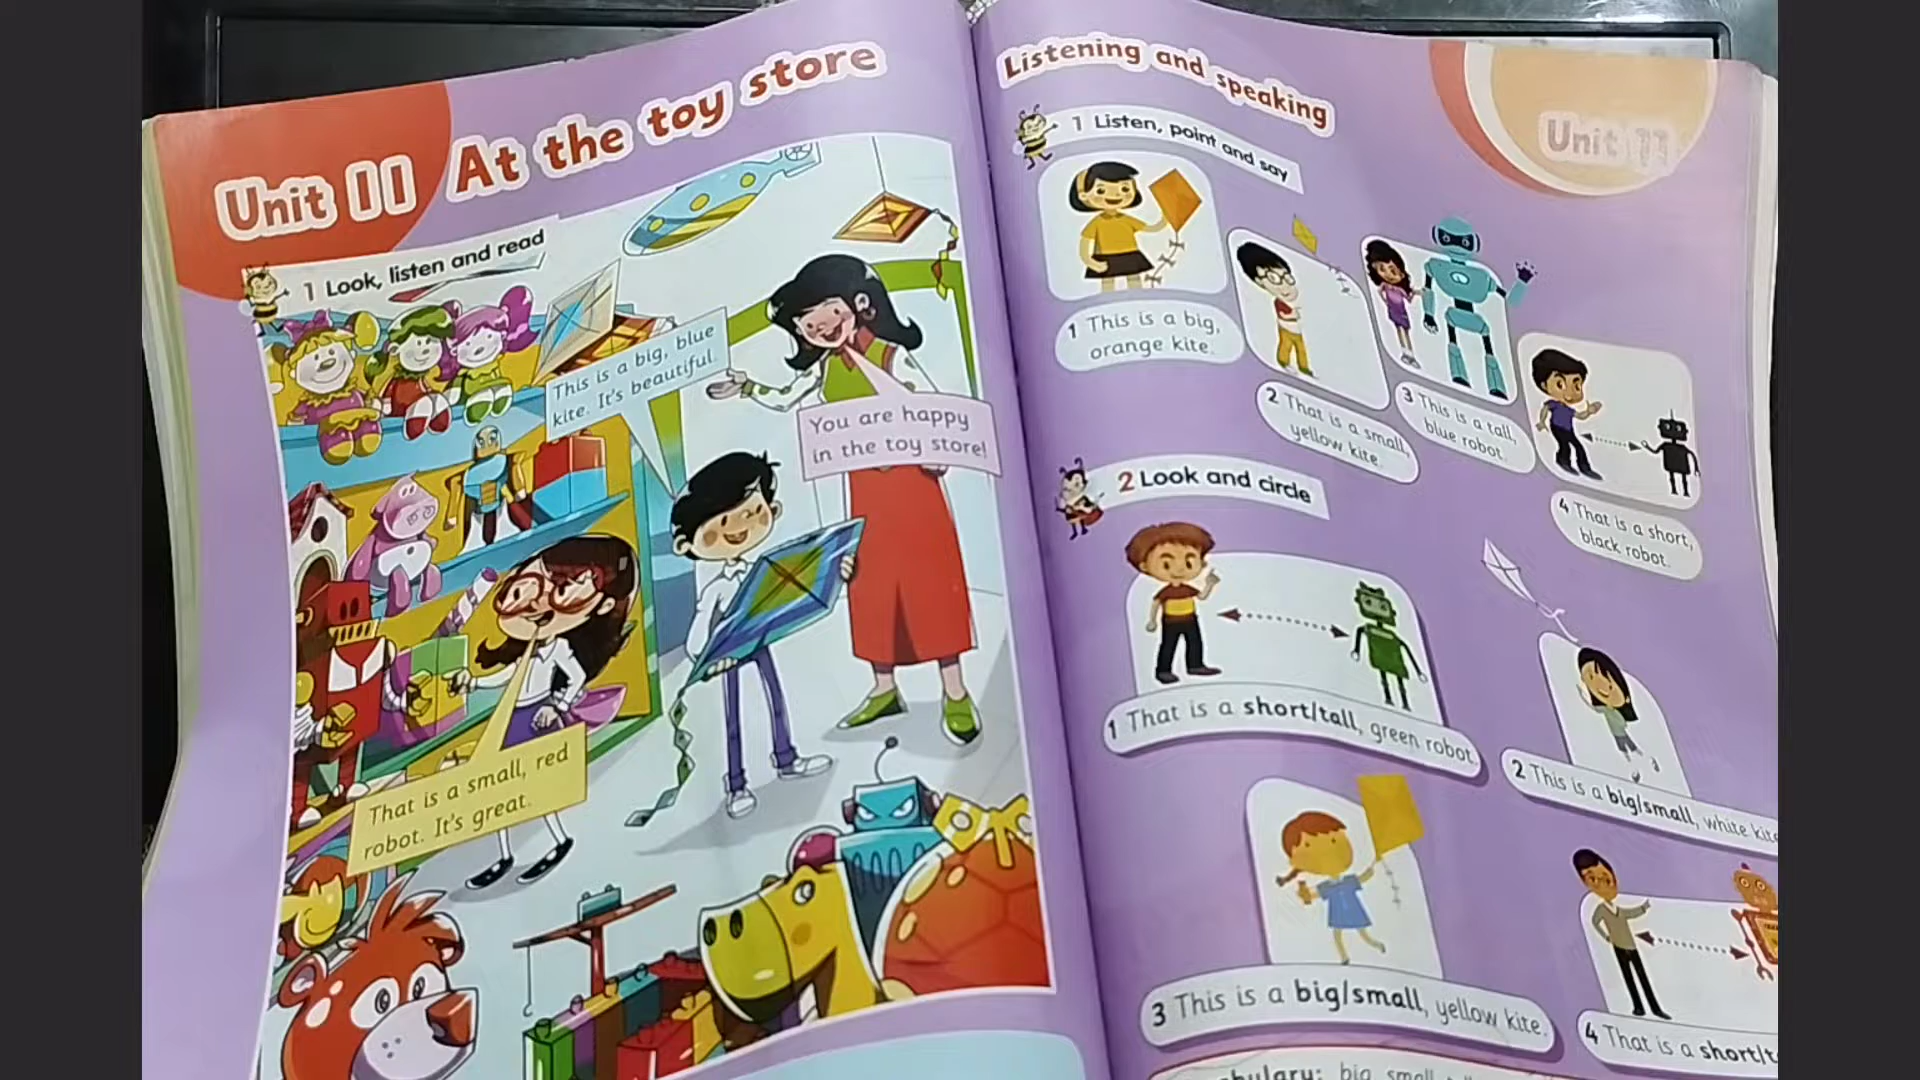 Unit 11 At the toy store
1 Look, listen and read
This is a big, blue
kite. It's beautiful.
You are happy
in the toy store!
That is a small, red
robot. It's great.
Listening and speaking
Unit 11
1 Listen, point and say
1 This is a big,
orange kite.
2 That is a small,
yellow kite.
3 This is a tall,
blue robot.
4 That is a short,
black robot.
2 Look and circle
1 That is a short/tall, green robot.
2 This is a big/small, white kite
3 This is a big/small, yellow kite.
4 That is a short/t
big small